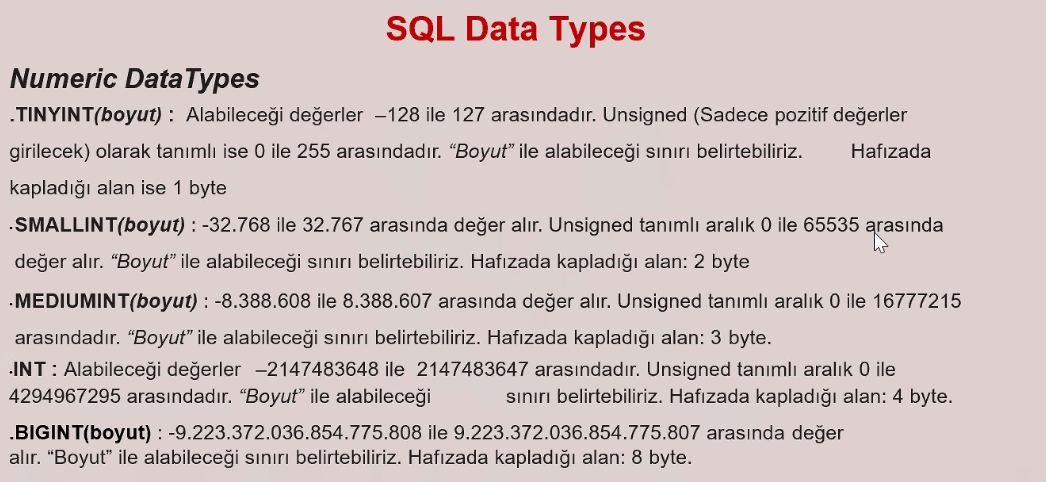 SQL Data Types
Numeric DataTypes
.TINYINT(boyut) : Alabileceği değerler –128 ile 127 arasındadır. Unsigned (Sadece pozitif değerler
girilecek) olarak tanımlı ise 0 ile 255 arasındadır. “Boyut” ile alabileceği sınırı belirtebiliriz. Hafızada
kapladığı alan ise 1 byte
.SMALLINT(boyut) : -32.768 ile 32.767 arasında değer alır. Unsigned tanımlı aralık 0 ile 65535 arasında
değer alır. “Boyut” ile alabileceği sınırı belirtebiliriz. Hafızada kapladığı alan: 2 byte
.MEDIUMINT(boyut) : -8.388.608 ile 8.388.607 arasında değer alır. Unsigned tanımlı aralık 0 ile 16777215
arasındadır. “Boyut” ile alabileceği sınırı belirtebiliriz. Hafızada kapladığı alan: 3 byte.
.INT : Alabileceği değerler –2147483648 ile 2147483647 arasındadır. Unsigned tanımlı aralık 0 ile
4294967295 arasındadır. “Boyut” ile alabileceği sınırı belirtebiliriz. Hafızada kapladığı alan: 4 byte.
.BIGINT(boyut) : -9.223.372.036.854.775.808 ile 9.223.372.036.854.775.807 arasında değer
alır. “Boyut” ile alabileceği sınırı belirtebiliriz. Hafızada kapladığı alan: 8 byte.